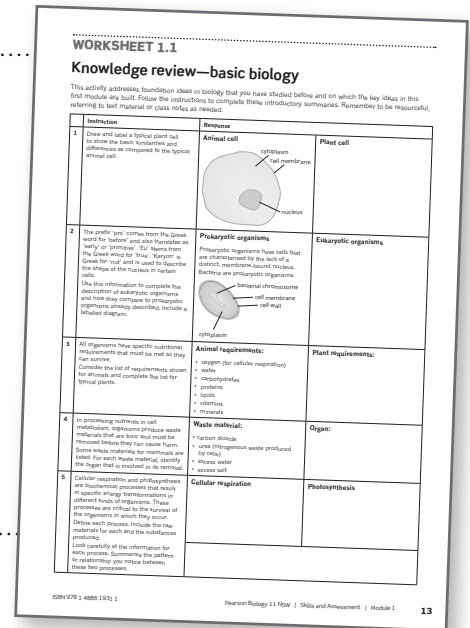 WORKSHEET 1.1
Knowledge review—basic biology
This activity addresses foundation ideas in biology that you have studied before and on which the key ideas in this
first module are built. Follow the instructions to complete these introductory summaries. Remember to be resourceful,
referring to text material or class notes as needed.
Instruction
Response
1
Draw and label a typical plant cell
to show the basic similarities and
differences as compared to the typical
animal cell.
Animal cell
cytoplasm
cell membrane
nucleus
Plant cell
2
The prefix 'pro' comes from the Greek
word for 'before' and also translates as
'early' or 'primitive'. 'Eu' stems from
the Greek word for 'true'. 'Karyon' is
Greek for 'nut' and is used to describe
the shape of the nucleus in certain
cells.
Use this information to complete the
description of eukaryotic organisms
and how they compare to prokaryotic
organisms already described. Include a
labelled diagram.
Prokaryotic organisms
Prokaryotic organisms have cells that
are characterised by the lack of a
distinct, membrane-bound nucleus.
Bacteria are prokaryotic organisms.
bacterial chromosome
cell membrane
cell wall
cytoplasm
Eukaryotic organisms
3
All organisms have specific nutritional
requirements that must be met so they
can survive.
Consider the list of requirements shown
for animals and complete the list for
typical plants.
Animal requirements:
• oxygen (for cellular respiration)
• water
• carbohydrates
• proteins
• lipids
• vitamins
• minerals
Plant requirements:
4
In processing nutrients in cell
metabolism, organisms produce waste
materials that are toxic and must be
removed before they can cause harm.
Some waste materials for mammals are
listed. For each waste material, identify
the organ that is involved in its removal.
Waste material:
• carbon dioxide
• urea (nitrogenous waste produced
by cells)
• excess water
• excess salt
Organ:
5
Cellular respiration and photosynthesis
are biochemical processes that result
in specific energy transformations in
different kinds of organisms. These
processes are critical to the survival of
the organisms in which they occur.
Define each process. Include the raw
materials for each and the substances
produced.
Look carefully at the information for
each process. Summarise the pattern
or relationship you notice between
these two processes.
Cellular respiration
Photosynthesis
ISBN 978 1 4886 1931 1
Pearson Biology 11 NSW | Skills and Assessment | Module 1
13